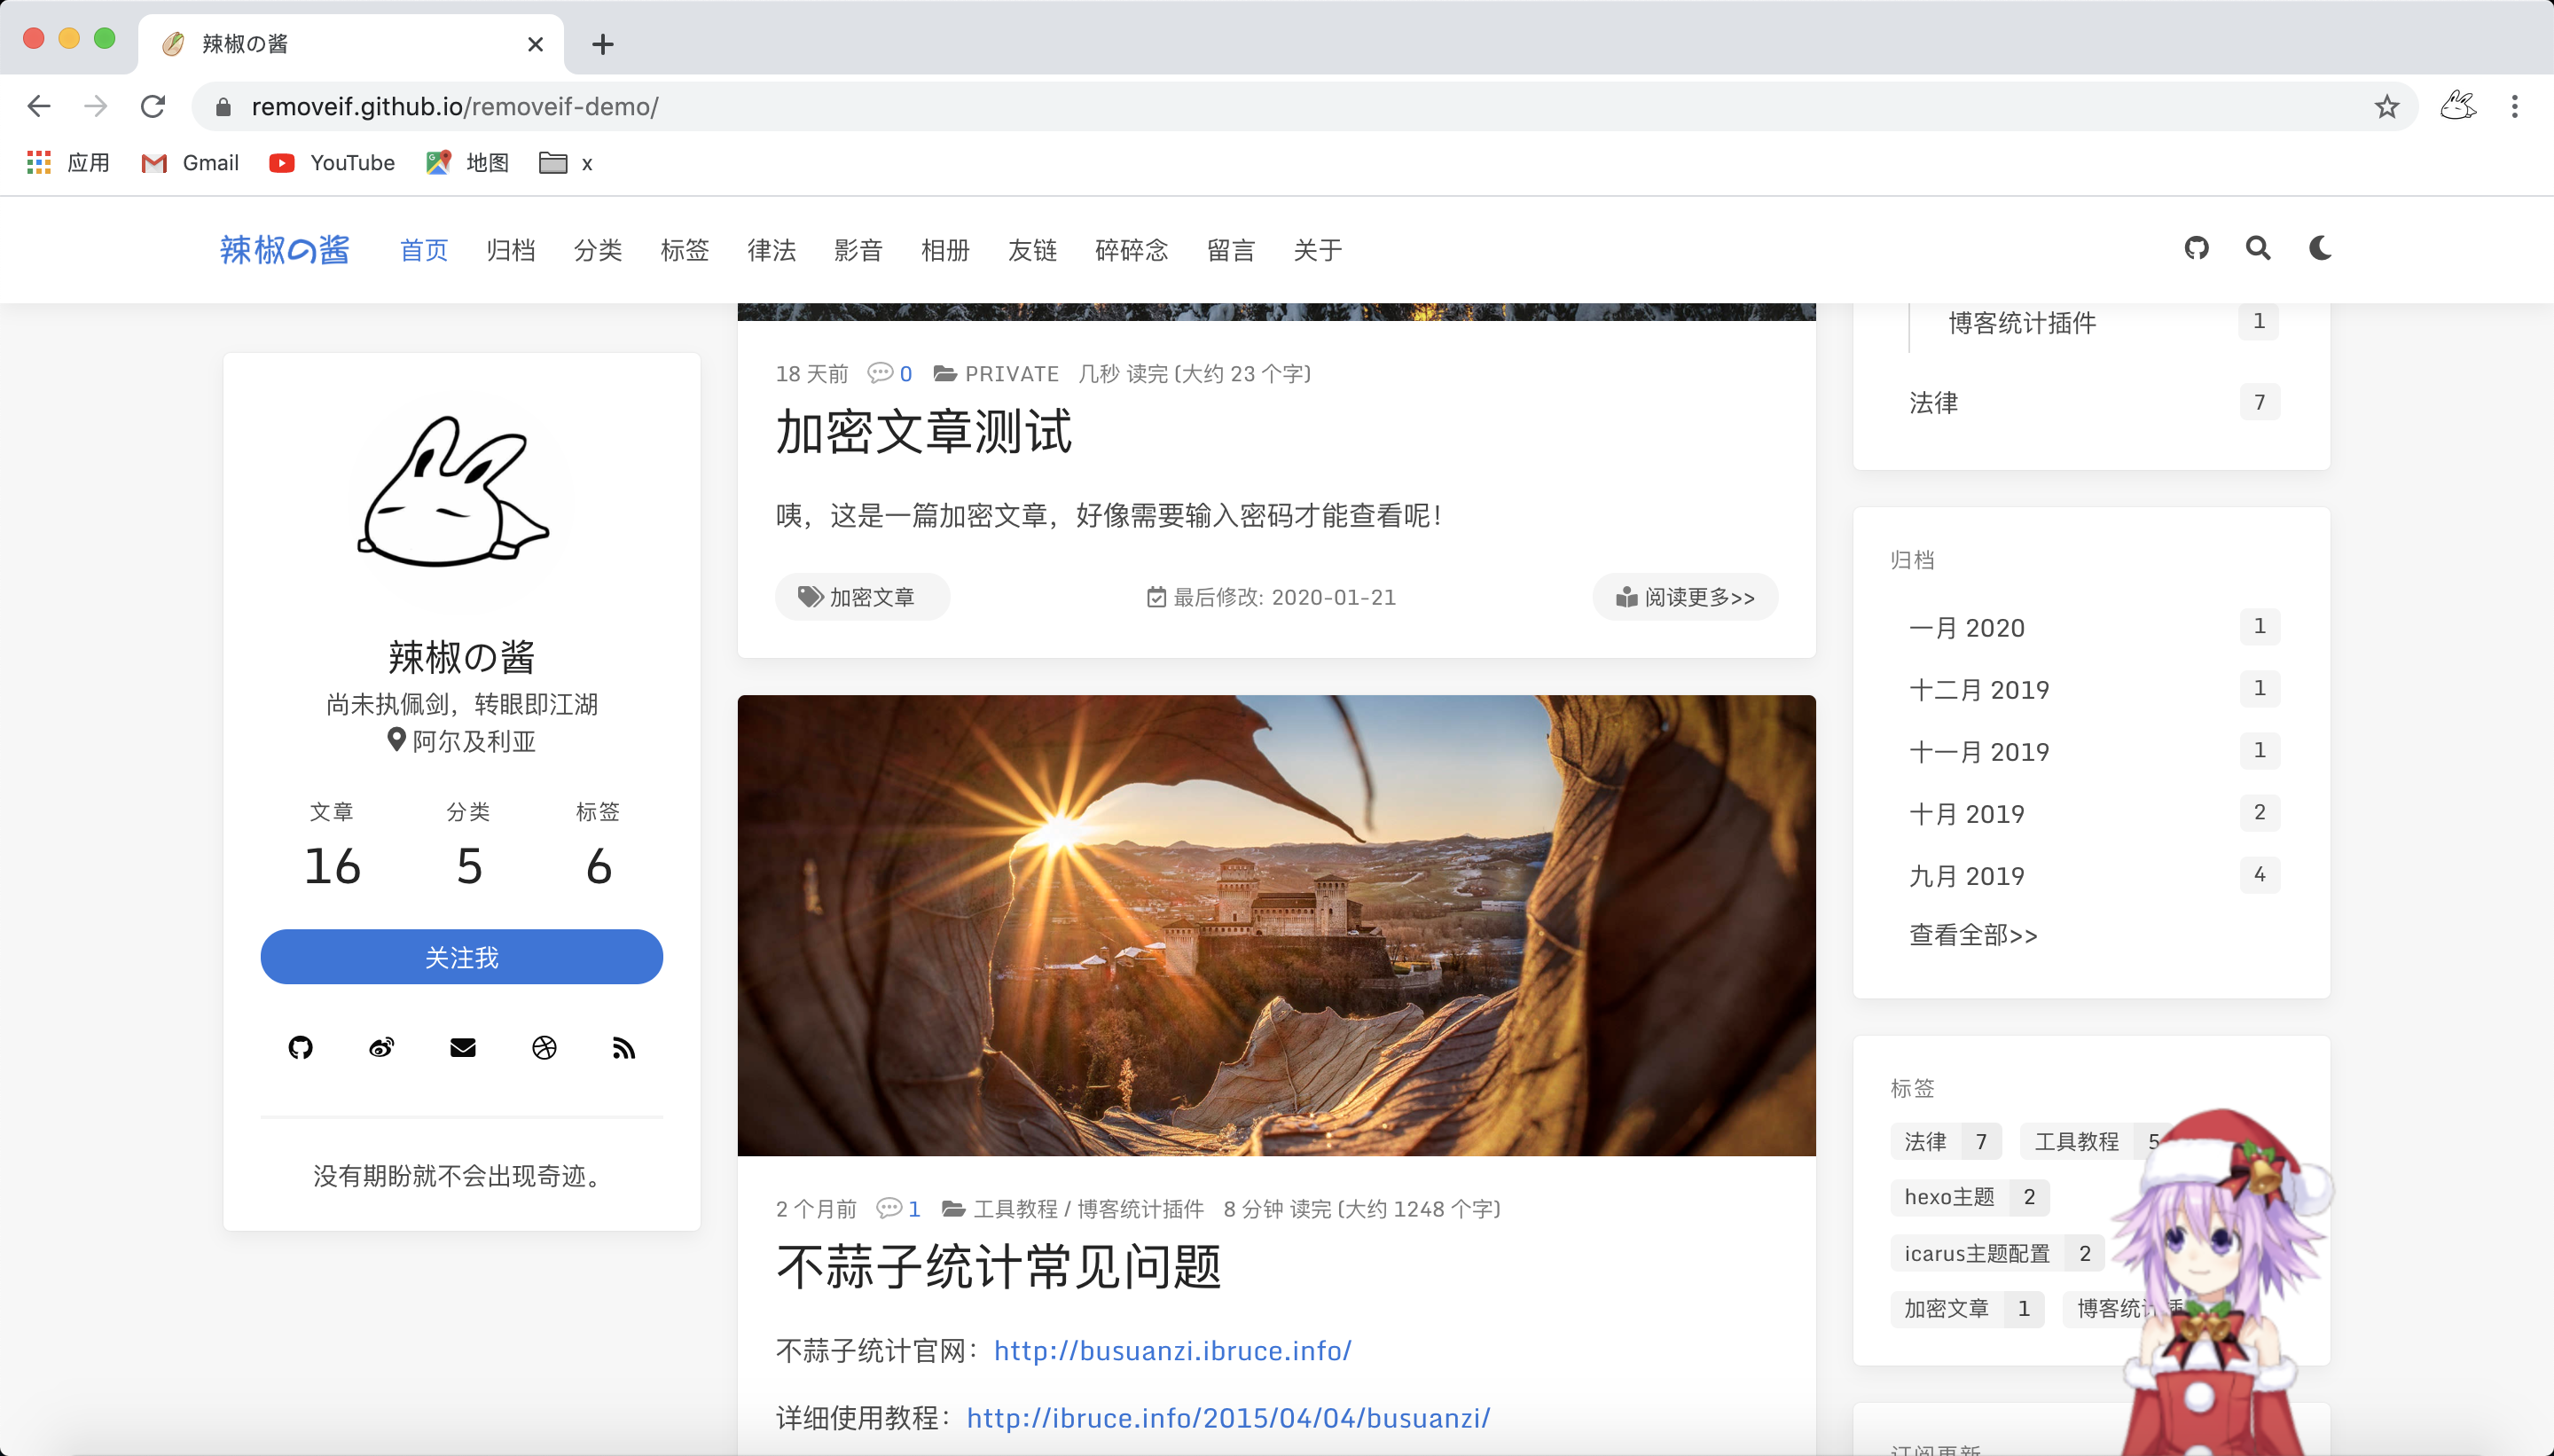 辣椒の酱
removeif.github.io/removeif-demo/
应用 Gmail YouTube 地图 x
辣椒の酱 首页 归档 分类 标签 律法 影音 相册 友链 碎碎念 留言 关于
辣椒の酱
尚未执佩剑，转眼即江湖
阿尔及利亚
文章 分类 标签
16 5 6
关注我
没有期盼就不会出现奇迹。
18 天前 0 PRIVATE 几秒 读完 (大约 23 个字)
加密文章测试
咦，这是一篇加密文章，好像需要输入密码才能查看呢！
加密文章 最后修改: 2020-01-21 阅读更多>>
2 个月前 1 工具教程 / 博客统计插件 8 分钟 读完 (大约 1248 个字)
不蒜子统计常见问题
不蒜子统计官网：http://busuanzi.ibruce.info/
详细使用教程：http://ibruce.info/2015/04/04/busuanzi/
博客统计插件 1
法律 7
归档
一月 2020 1
十二月 2019 1
十一月 2019 1
十月 2019 2
九月 2019 4
查看全部>>
标签
法律 7 工具教程 5
hexo主题 2
icarus主题配置 2
加密文章 1 博客统计插
订阅更新